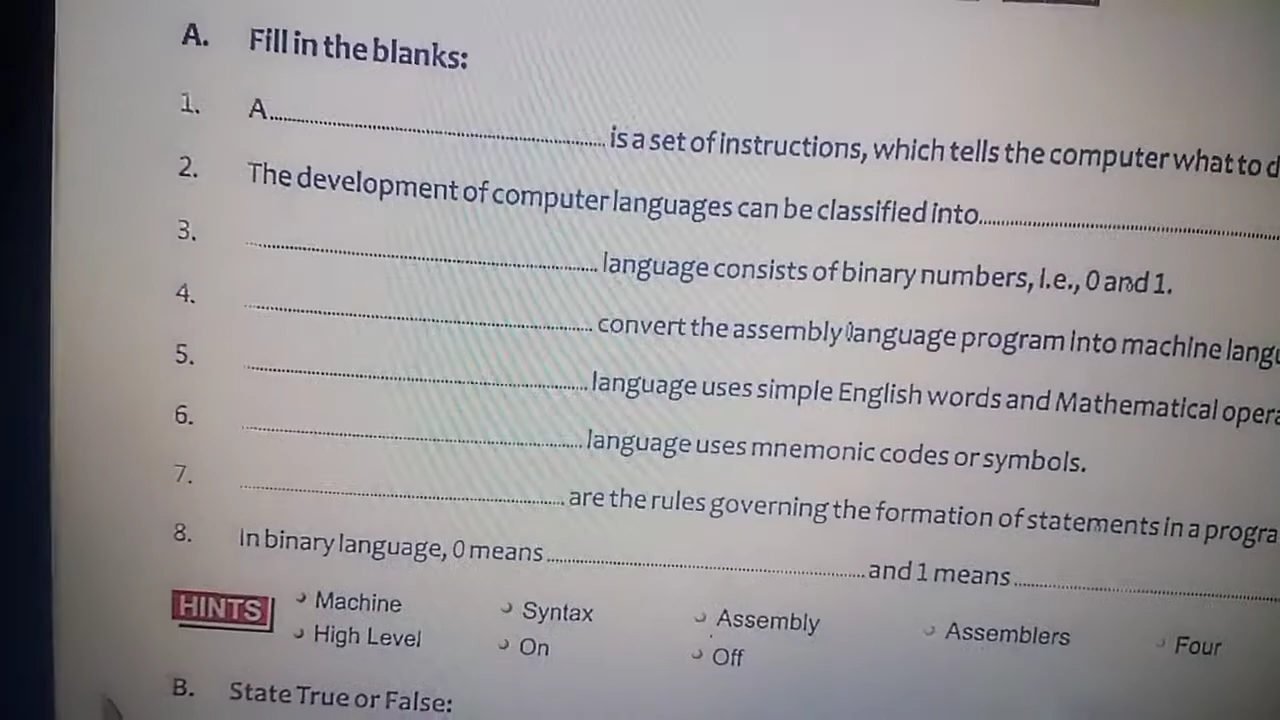 A. Fill in the blanks:
1. A.............................. is a set of instructions, which tells the computer what to d
2. The development of computer languages can be classified into..............................
3. .............................. language consists of binary numbers, I.e., 0 and 1.
4. .............................. convert the assembly language program into machine langu
5. .............................. language uses simple English words and Mathematical opera
6. .............................. language uses mnemonic codes or symbols.
7. .............................. are the rules governing the formation of statements in a progra
8. In binary language, 0 means .............................. and 1 means ..............................
HINTS Machine Syntax Assembly Assemblers Four
High Level On Off
B. State True or False: